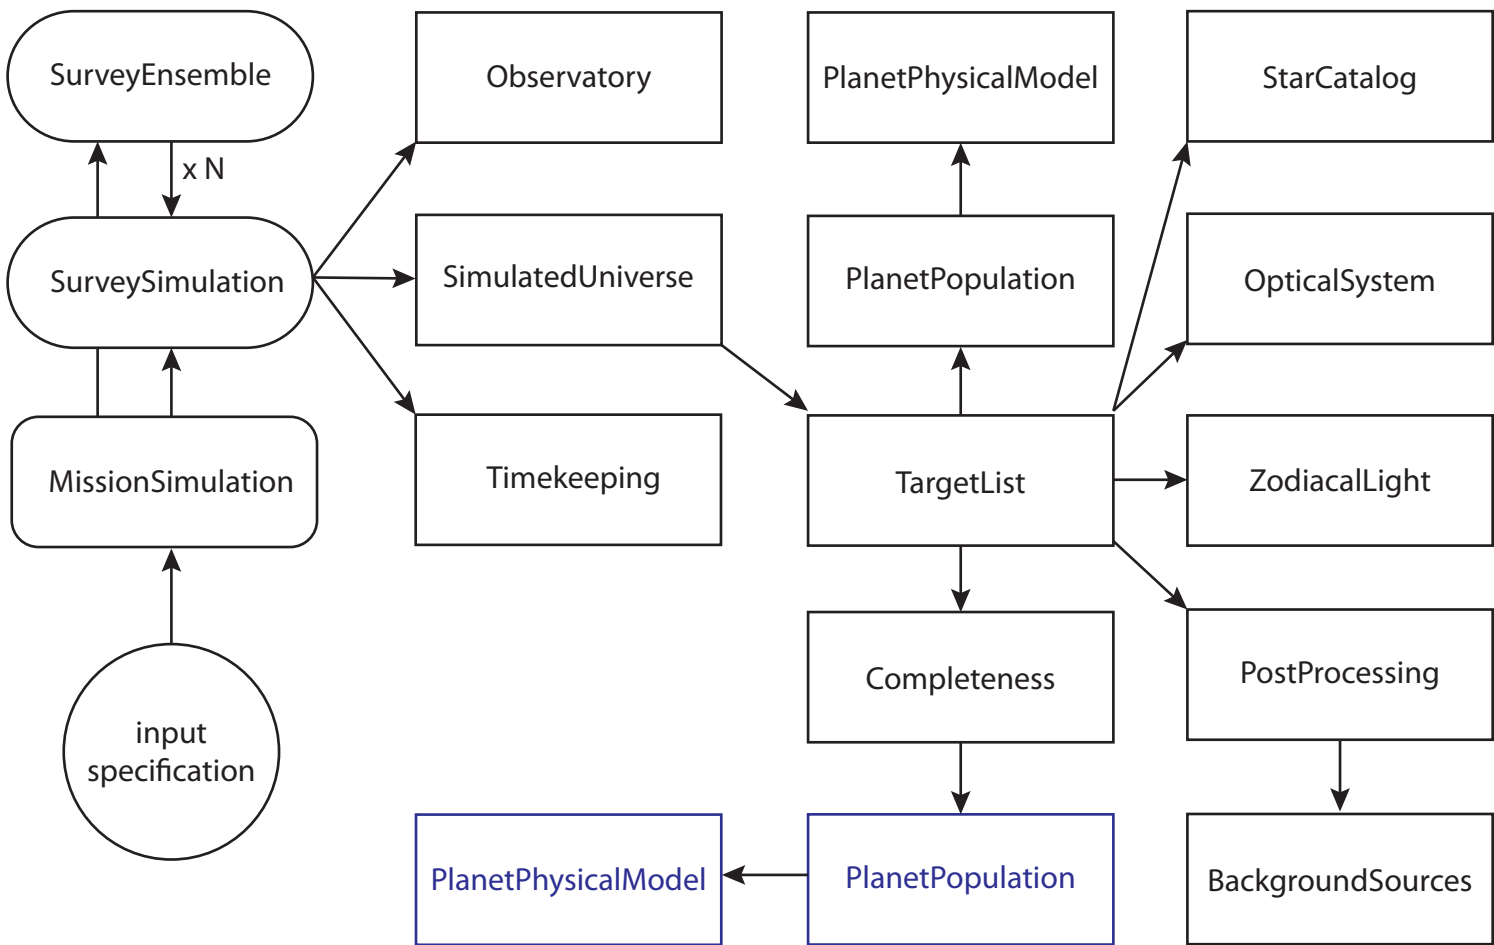 SurveyEnsemble
Observatory
PlanetPhysicalModel
StarCatalog
x N
SurveySimulation
SimulatedUniverse
PlanetPopulation
OpticalSystem
MissionSimulation
Timekeeping
TargetList
ZodiacalLight
input
specification
Completeness
PostProcessing
PlanetPhysicalModel
PlanetPopulation
BackgroundSources